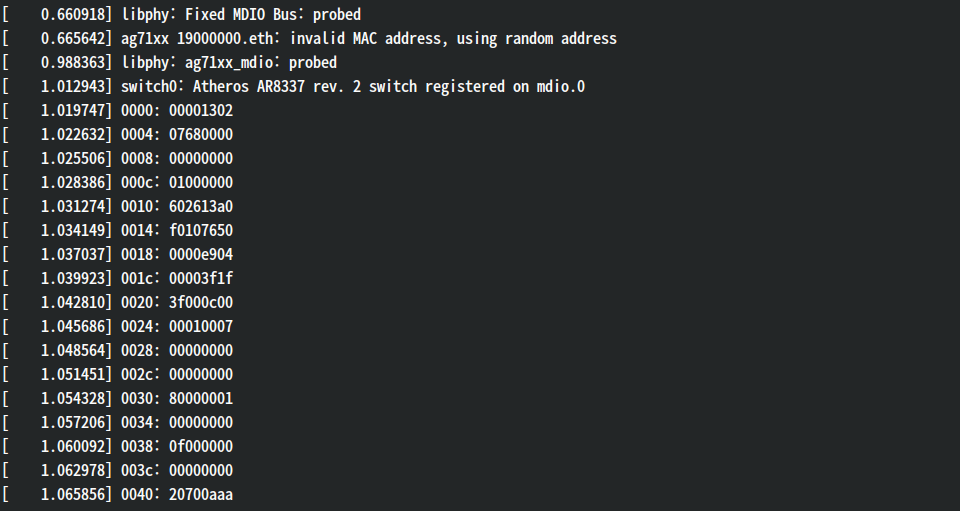 [    0.660918] libphy: Fixed MDIO Bus: probed
[    0.665642] ag71xx 19000000.eth: invalid MAC address, using random address
[    0.988363] libphy: ag71xx_mdio: probed
[    1.012943] switch0: Atheros AR8337 rev. 2 switch registered on mdio.0
[    1.019747] 0000: 00001302
[    1.022632] 0004: 07680000
[    1.025506] 0008: 00000000
[    1.028386] 000c: 01000000
[    1.031274] 0010: 602613a0
[    1.034149] 0014: f0107650
[    1.037037] 0018: 0000e904
[    1.039923] 001c: 00003f1f
[    1.042810] 0020: 3f000c00
[    1.045686] 0024: 00010007
[    1.048564] 0028: 00000000
[    1.051451] 002c: 00000000
[    1.054328] 0030: 80000001
[    1.057206] 0034: 00000000
[    1.060092] 0038: 0f000000
[    1.062978] 003c: 00000000
[    1.065856] 0040: 20700aaa